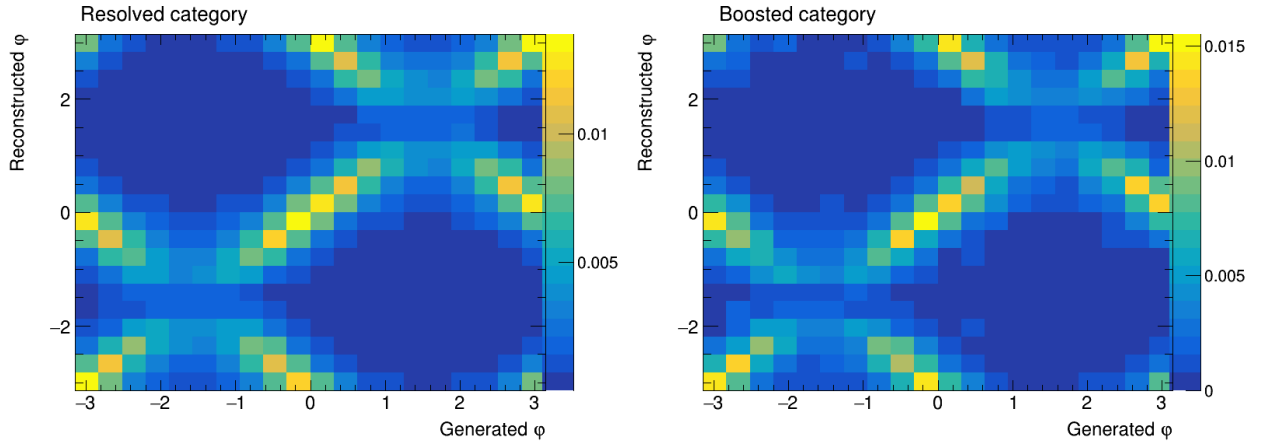 Resolved category
Reconstructed φ
2
0
−2
−3 −2 −1 0 1 2 3
Generated φ
0.01
0.005
Boosted category
Reconstructed φ
2
0
−2
−3 −2 −1 0 1 2 3
Generated φ
0.015
0.01
0.005
0